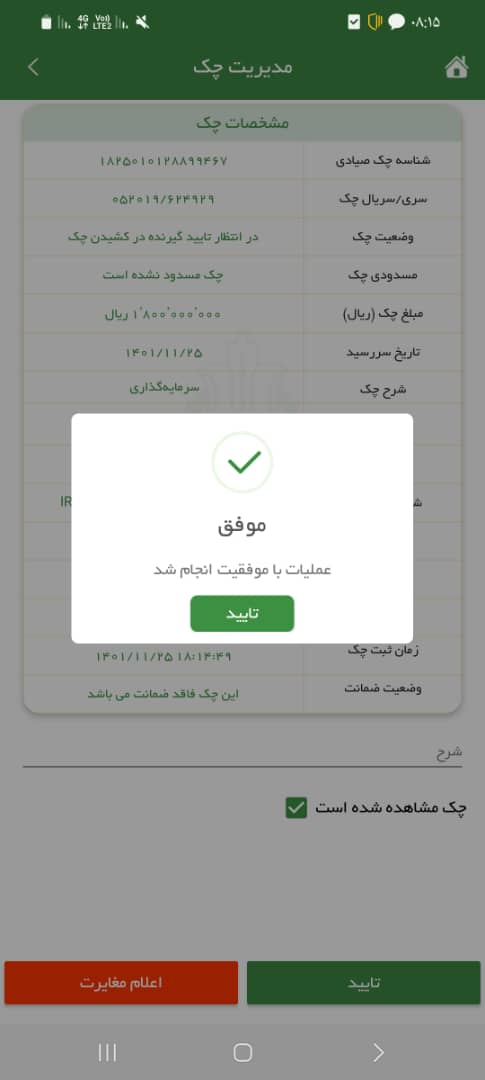 ۰۸:۱۵
4G Vo)) LTE2
مدیریت چک
مشخصات چک
شناسه چک صیادی ۱۸۲۵۰۱۰۱۲۸۸۹۹۴۶۷
سری/سریال چک ۰۵۲۰۱۹/۶۲۴۹۲۹
وضعیت چک در انتظار تایید گیرنده در کشیدن چک
مسدودی چک چک مسدود نشده است
مبلغ چک (ریال) ۱٬۸۰۰٬۰۰۰٬۰۰۰ ریال
تاریخ سررسید ۱۴۰۱/۱۱/۲۵
شرح چک سرمایه‌گذاری
IR
موفق
عملیات با موفقیت انجام شد
تایید
زمان ثبت چک ۱۴۰۱/۱۱/۲۵ ۱۸:۱۴:۴۹
وضعیت ضمانت این چک فاقد ضمانت می باشد
شرح
چک مشاهده شده است
تایید
اعلام مغایرت